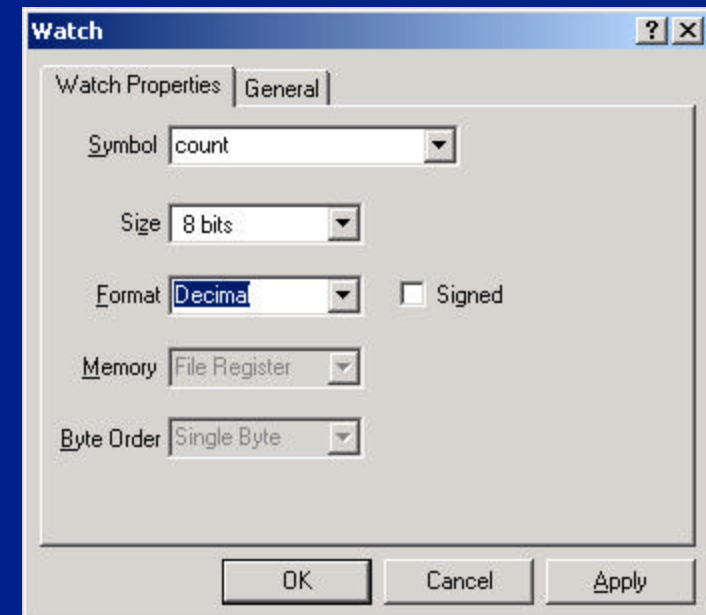 Watch
Watch Properties General
Symbol count
Size 8 bits
Format Decimal Signed
Memory File Register
Byte Order Single Byte
OK Cancel Apply